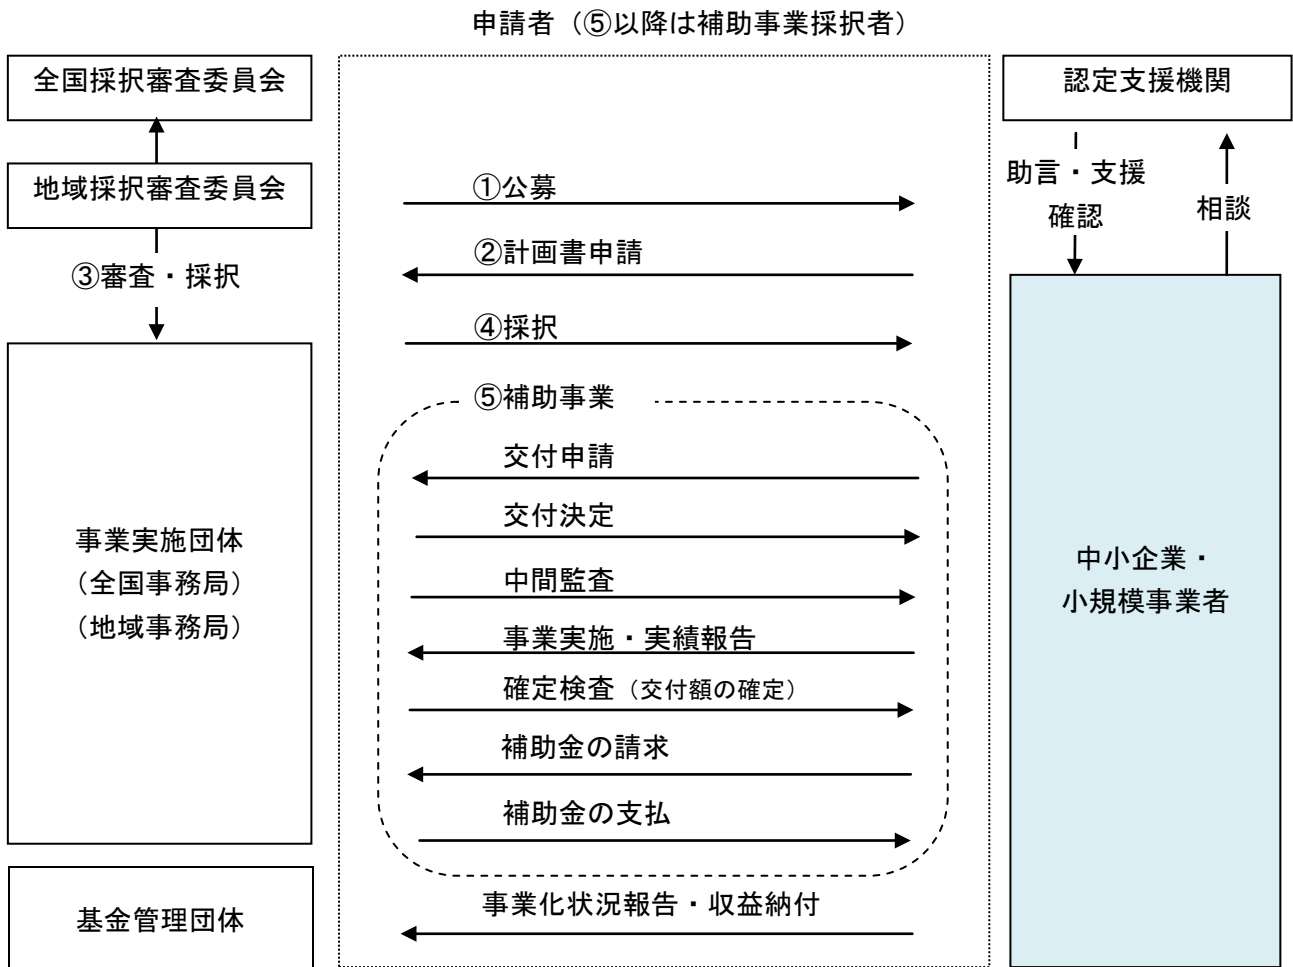 申請者（⑤以降は補助事業採択者）
全国採択審査委員会
地域採択審査委員会
③審査・採択
事業実施団体
（全国事務局）
（地域事務局）
基金管理団体
①公募
②計画書申請
④採択
⑤補助事業
交付申請
交付決定
中間監査
事業実施・実績報告
確定検査（交付額の確定）
補助金の請求
補助金の支払
事業化状況報告・収益納付
認定支援機関
助言・支援
確認
相談
中小企業・
小規模事業者